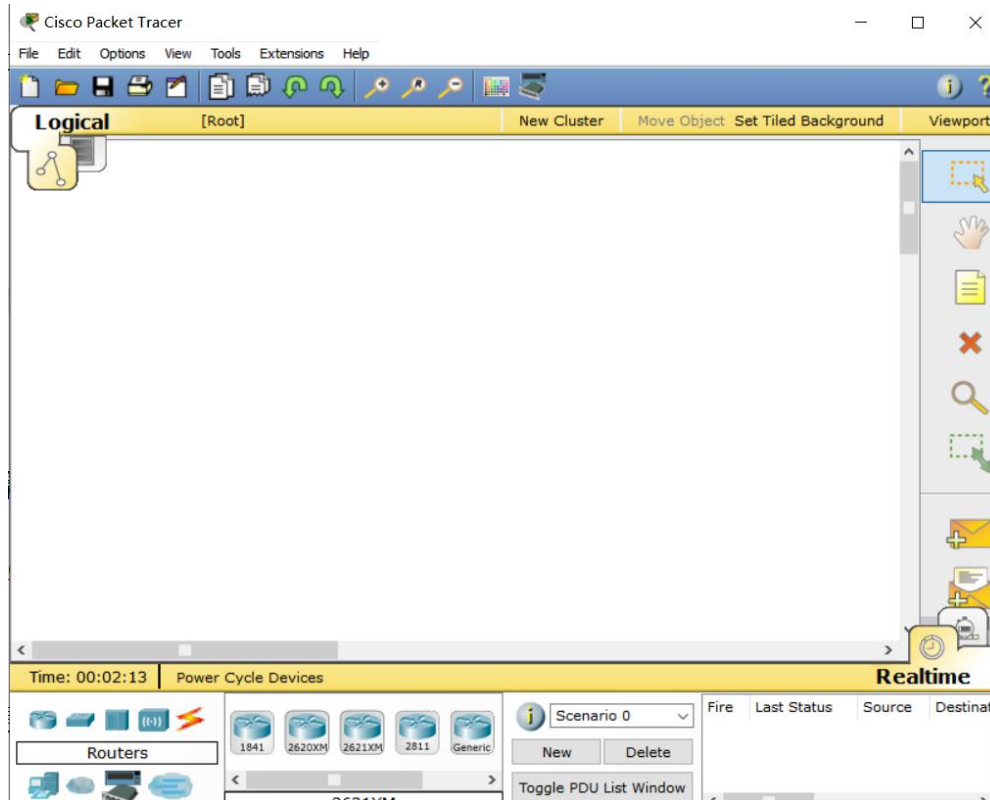 Cisco Packet Tracer
File Edit Options View Tools Extensions Help
Logical [Root] New Cluster Move Object Set Tiled Background Viewport
Time: 00:02:13 Power Cycle Devices Realtime
Fire Last Status Source Destinat
Scenario 0
1841 2620XM 2621XM 2811 Generic
Routers
New Delete
Toggle PDU List Window
2621XM